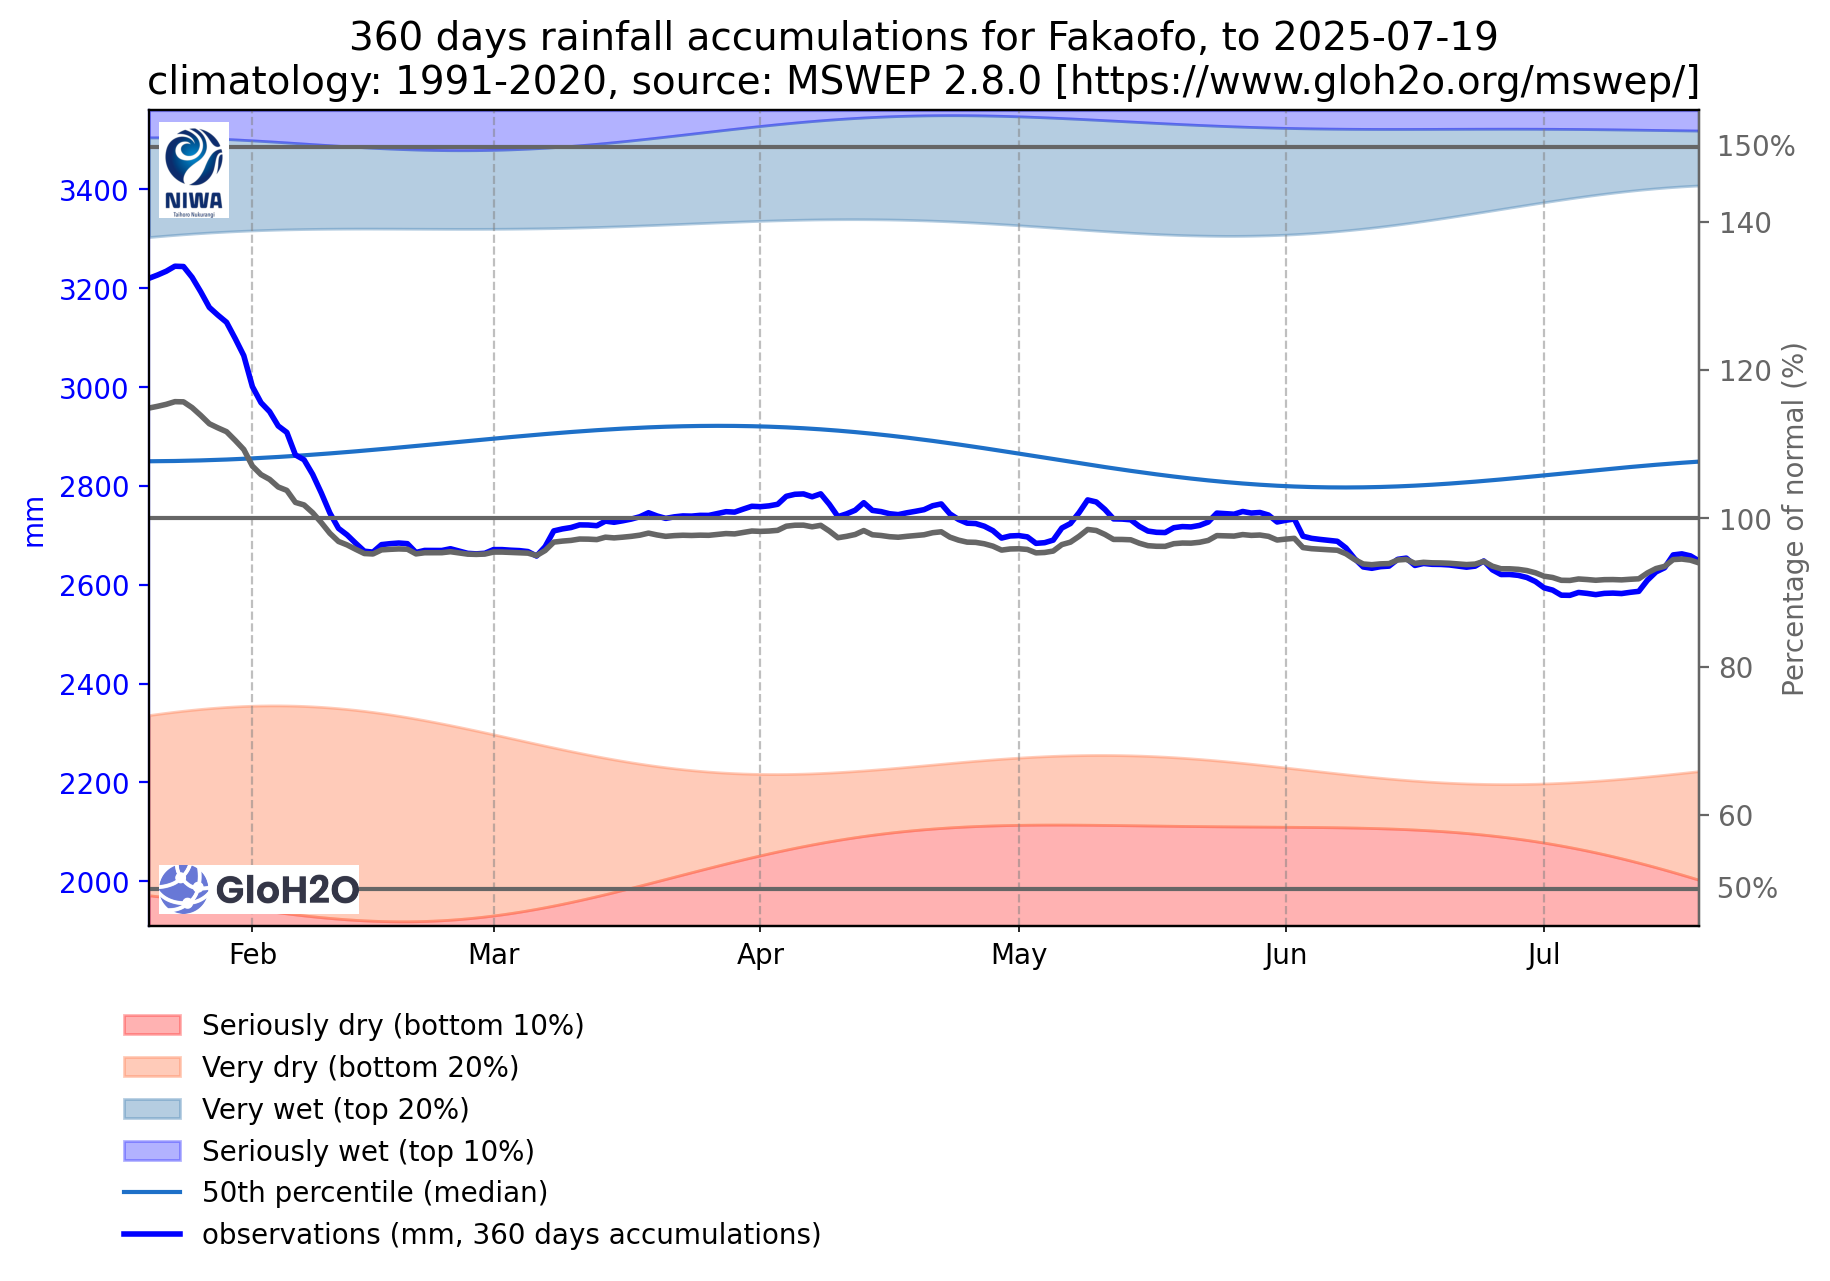 360 days rainfall accumulations for Fakaofo, to 2025-07-19
climatology: 1991-2020, source: MSWEP 2.8.0 [https://www.gloh2o.org/mswep/]
NIWA
Taihoro Nukurangi
3400
3200
3000
2800
2600
2400
2200
2000
mm
150%
140
120
100
80
60
50%
Percentage of normal (%)
GloH2O
Feb Mar Apr May Jun Jul
Seriously dry (bottom 10%)
Very dry (bottom 20%)
Very wet (top 20%)
Seriously wet (top 10%)
50th percentile (median)
observations (mm, 360 days accumulations)